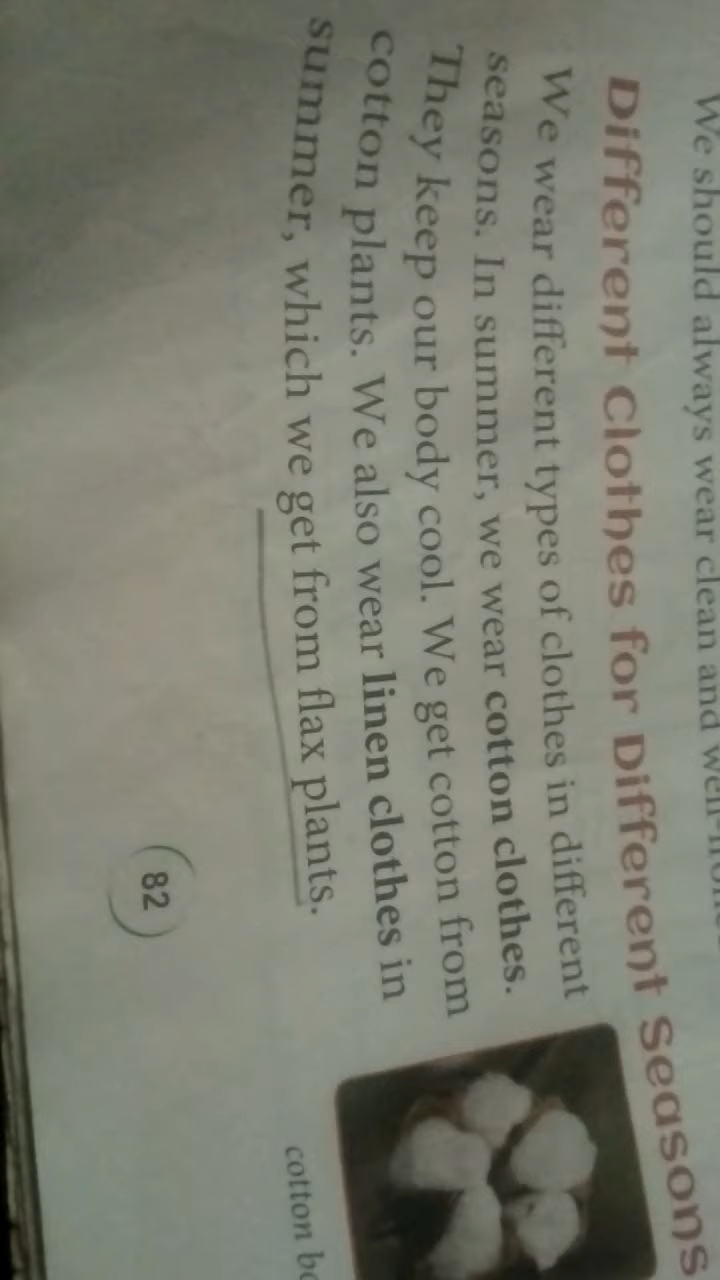 We should always wear clean and
Different Clothes for Different Seasons
We wear different types of clothes in different
seasons. In summer, we wear cotton clothes.
They keep our body cool. We get cotton from
cotton plants. We also wear linen clothes in
summer, which we get from flax plants.
cotton
82